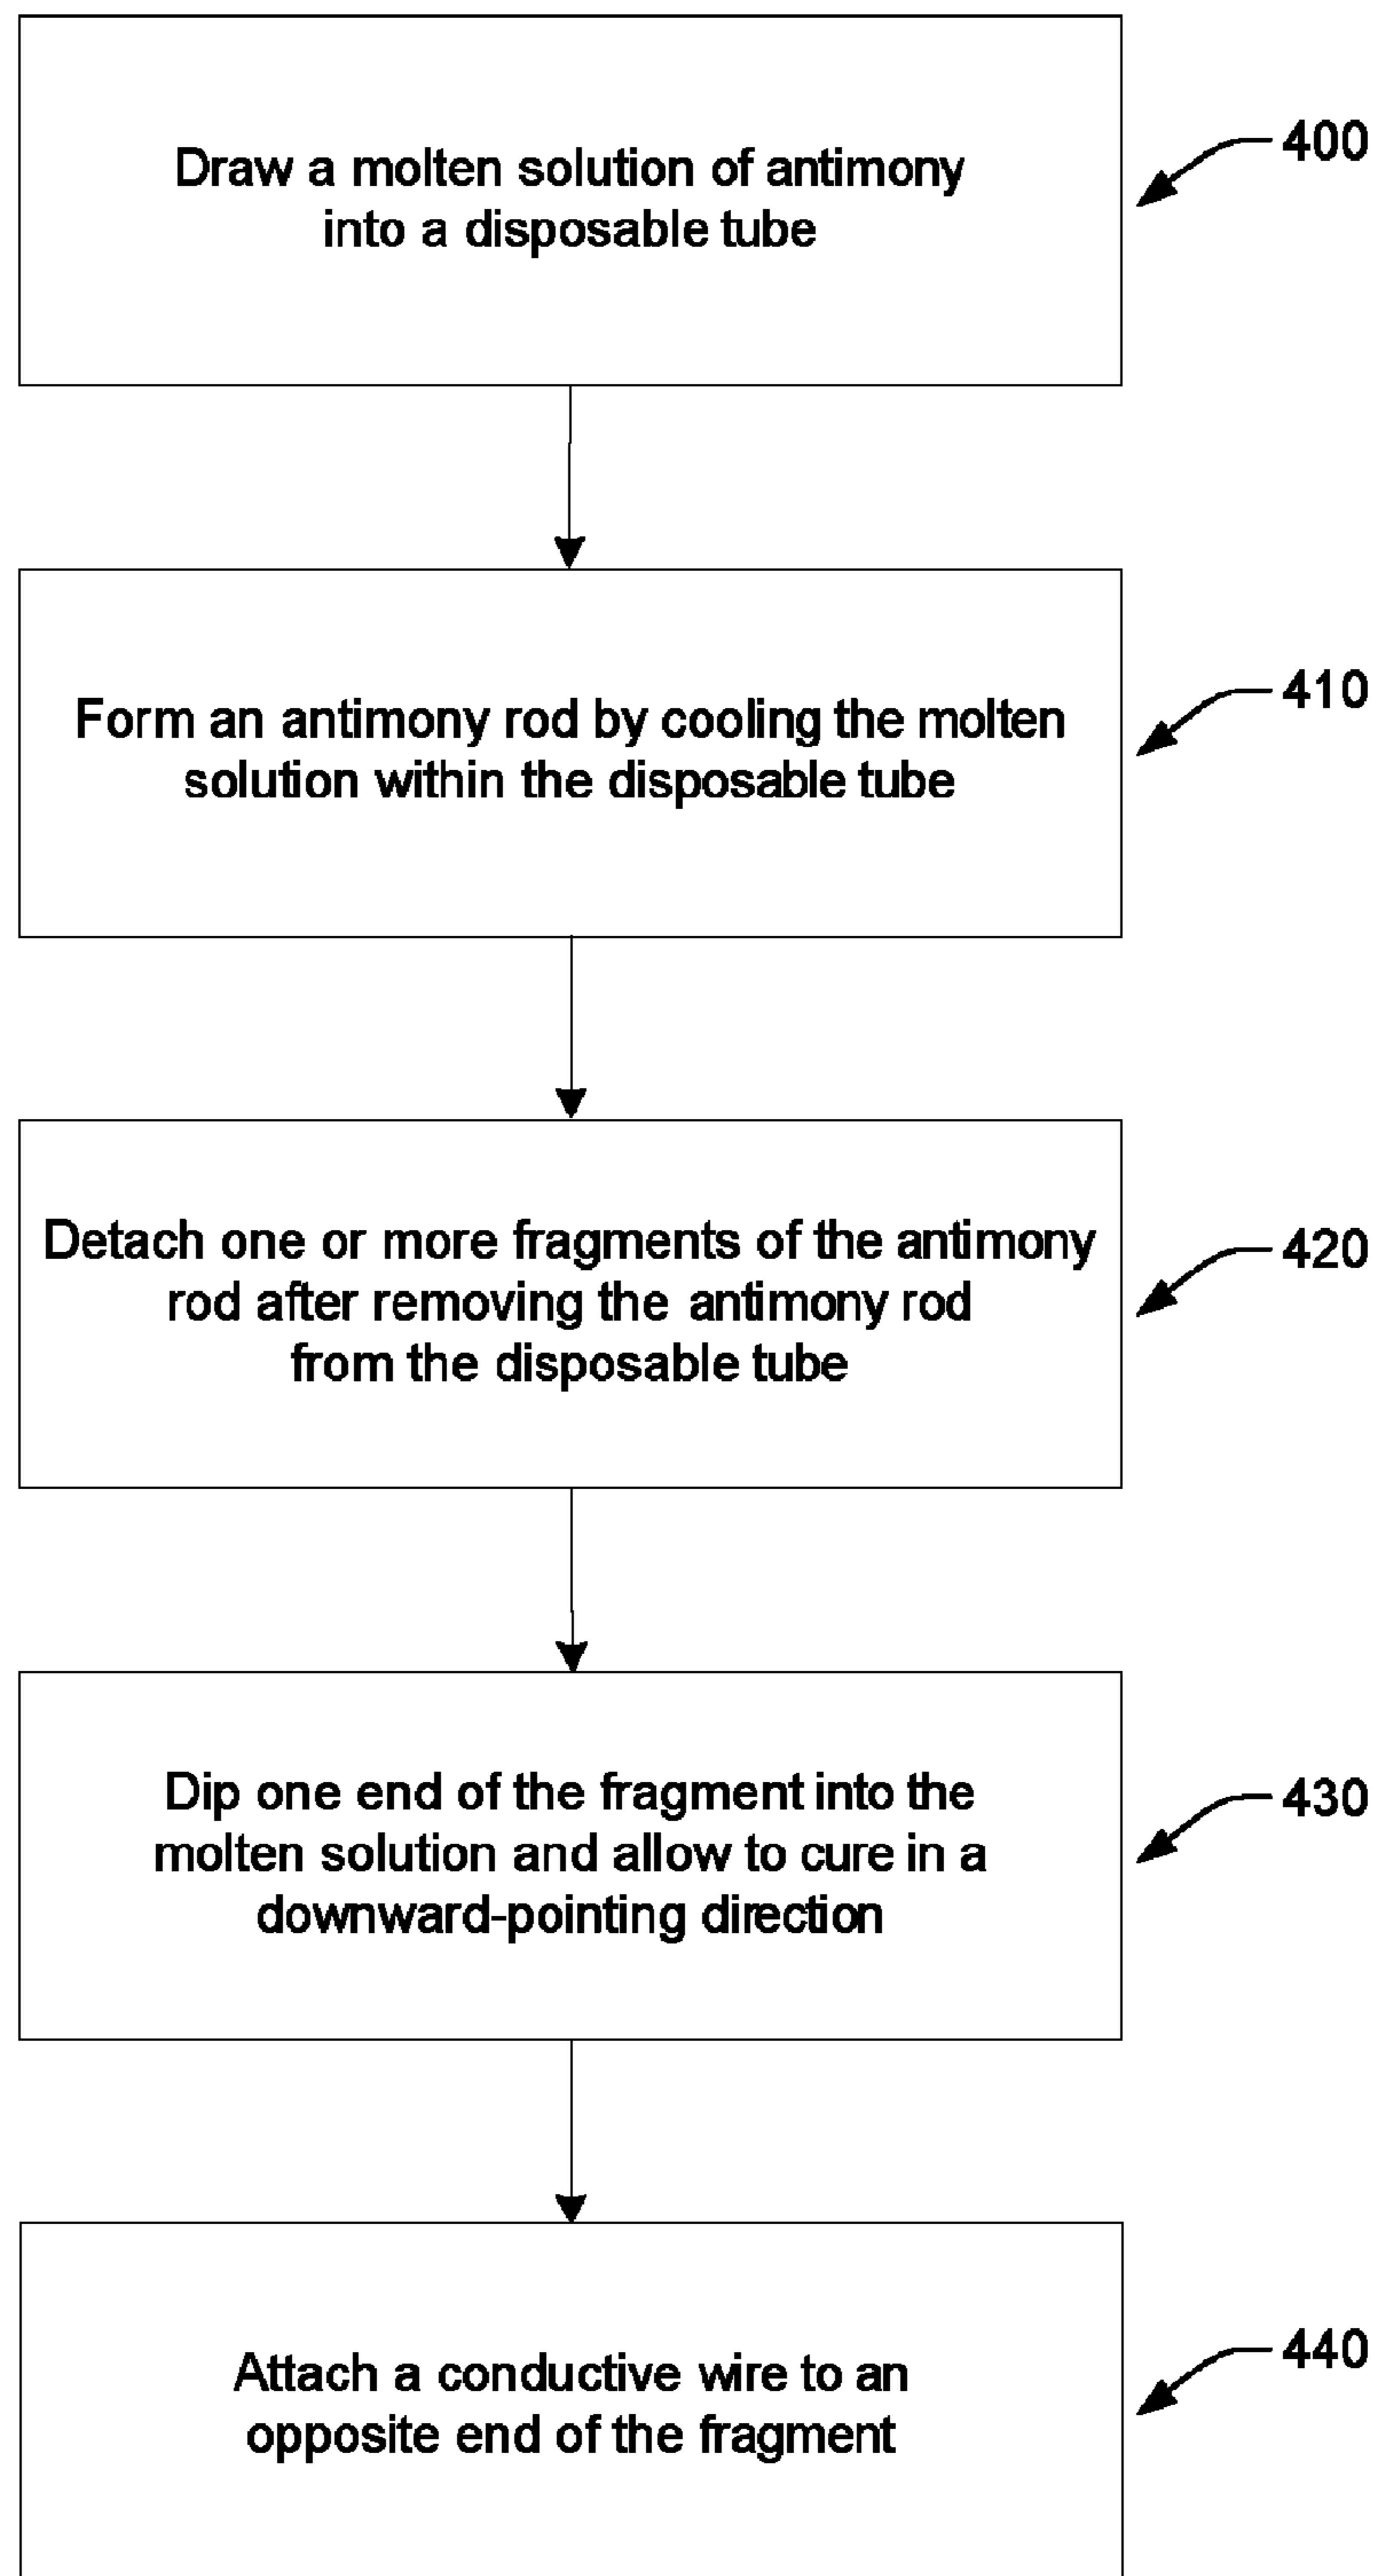 Draw a molten solution of antimony
into a disposable tube
400
Form an antimony rod by cooling the molten
solution within the disposable tube
410
Detach one or more fragments of the antimony
rod after removing the antimony rod
from the disposable tube
420
Dip one end of the fragment into the
molten solution and allow to cure in a
downward-pointing direction
430
Attach a conductive wire to an
opposite end of the fragment
440